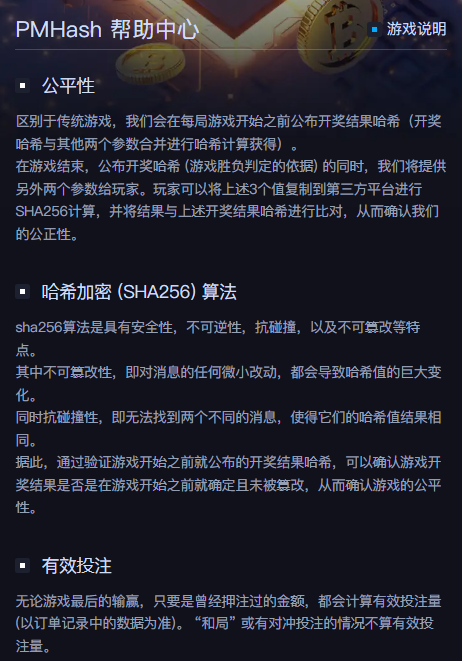 PMHash 帮助中心
游戏说明
公平性
区别于传统游戏，我们会在每局游戏开始之前公布开奖结果哈希（开奖
哈希与其他两个参数合并进行哈希计算获得）。
在游戏结束，公布开奖哈希 (游戏胜负判定的依据) 的同时，我们将提供
另外两个参数给玩家。玩家可以将上述3个值复制到第三方平台进行
SHA256计算，并将结果与上述开奖结果哈希进行比对，从而确认我们
的公正性。
哈希加密 (SHA256) 算法
sha256算法是具有安全性，不可逆性，抗碰撞，以及不可篡改等特
点。
其中不可篡改性，即对消息的任何微小改动，都会导致哈希值的巨大变
化。
同时抗碰撞性，即无法找到两个不同的消息，使得它们的哈希值结果相
同。
据此，通过验证游戏开始之前就公布的开奖结果哈希，可以确认游戏开
奖结果是否是在游戏开始之前就确定且未被篡改，从而确认游戏的公平
性。
有效投注
无论游戏最后的输赢，只要是曾经押注过的金额，都会计算有效投注量
(以订单记录中的数据为准)。“和局”或有对冲投注的情况不算有效投
注量。